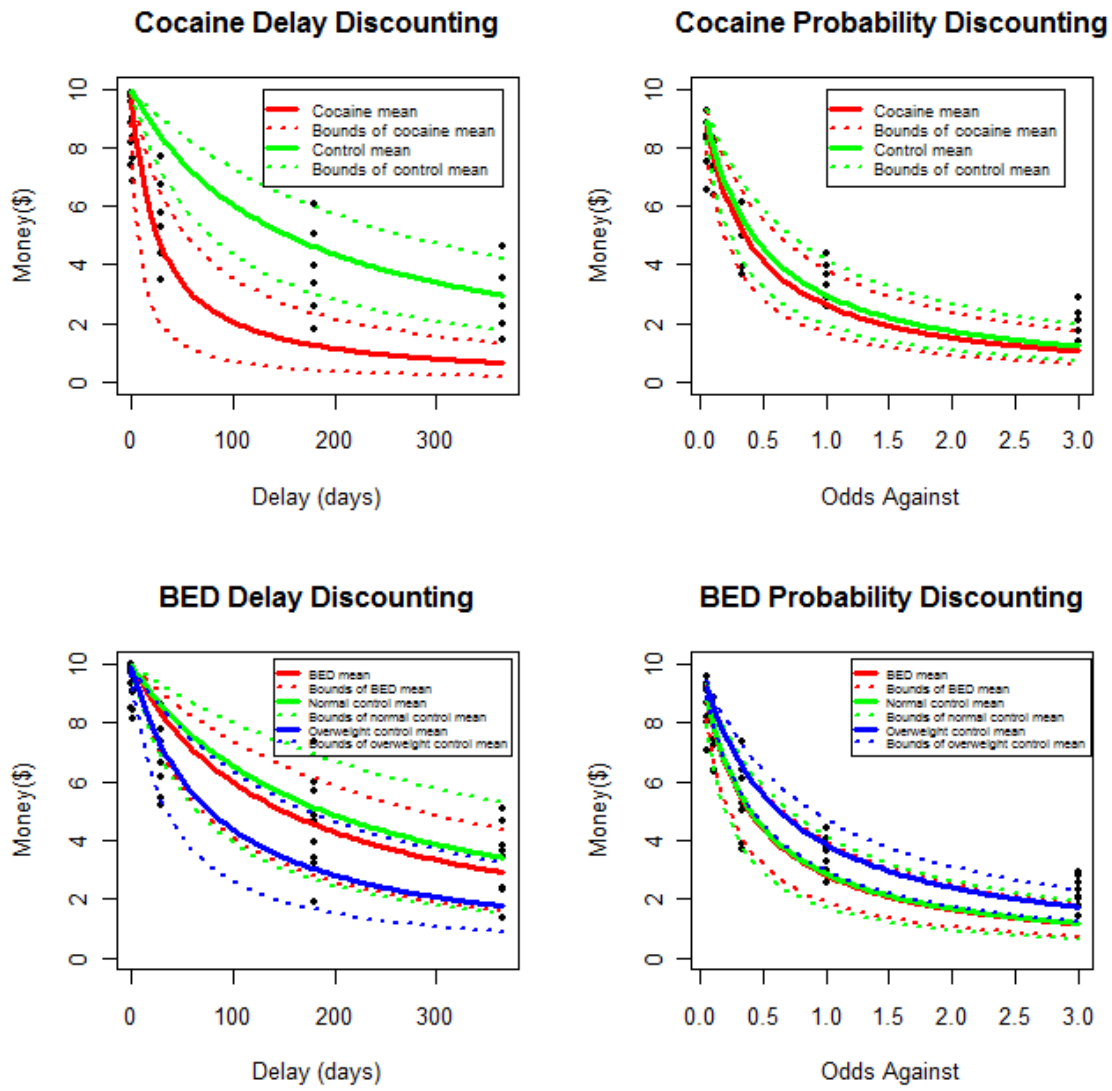 Cocaine Delay Discounting
Money($)
10
8
6
4
2
0
Cocaine mean
Bounds of cocaine mean
Control mean
Bounds of control mean
0 100 200 300
Delay (days)
Cocaine Probability Discounting
Money($)
10
8
6
4
2
0
Cocaine mean
Bounds of cocaine mean
Control mean
Bounds of control mean
0.0 0.5 1.0 1.5 2.0 2.5 3.0
Odds Against
BED Delay Discounting
Money($)
10
8
6
4
2
0
BED mean
Bounds of BED mean
Normal control mean
Bounds of normal control mean
Overweight control mean
Bounds of overweight control mean
0 100 200 300
Delay (days)
BED Probability Discounting
Money($)
10
8
6
4
2
0
BED mean
Bounds of BED mean
Normal control mean
Bounds of normal control mean
Overweight control mean
Bounds of overweight control mean
0.0 0.5 1.0 1.5 2.0 2.5 3.0
Odds Against